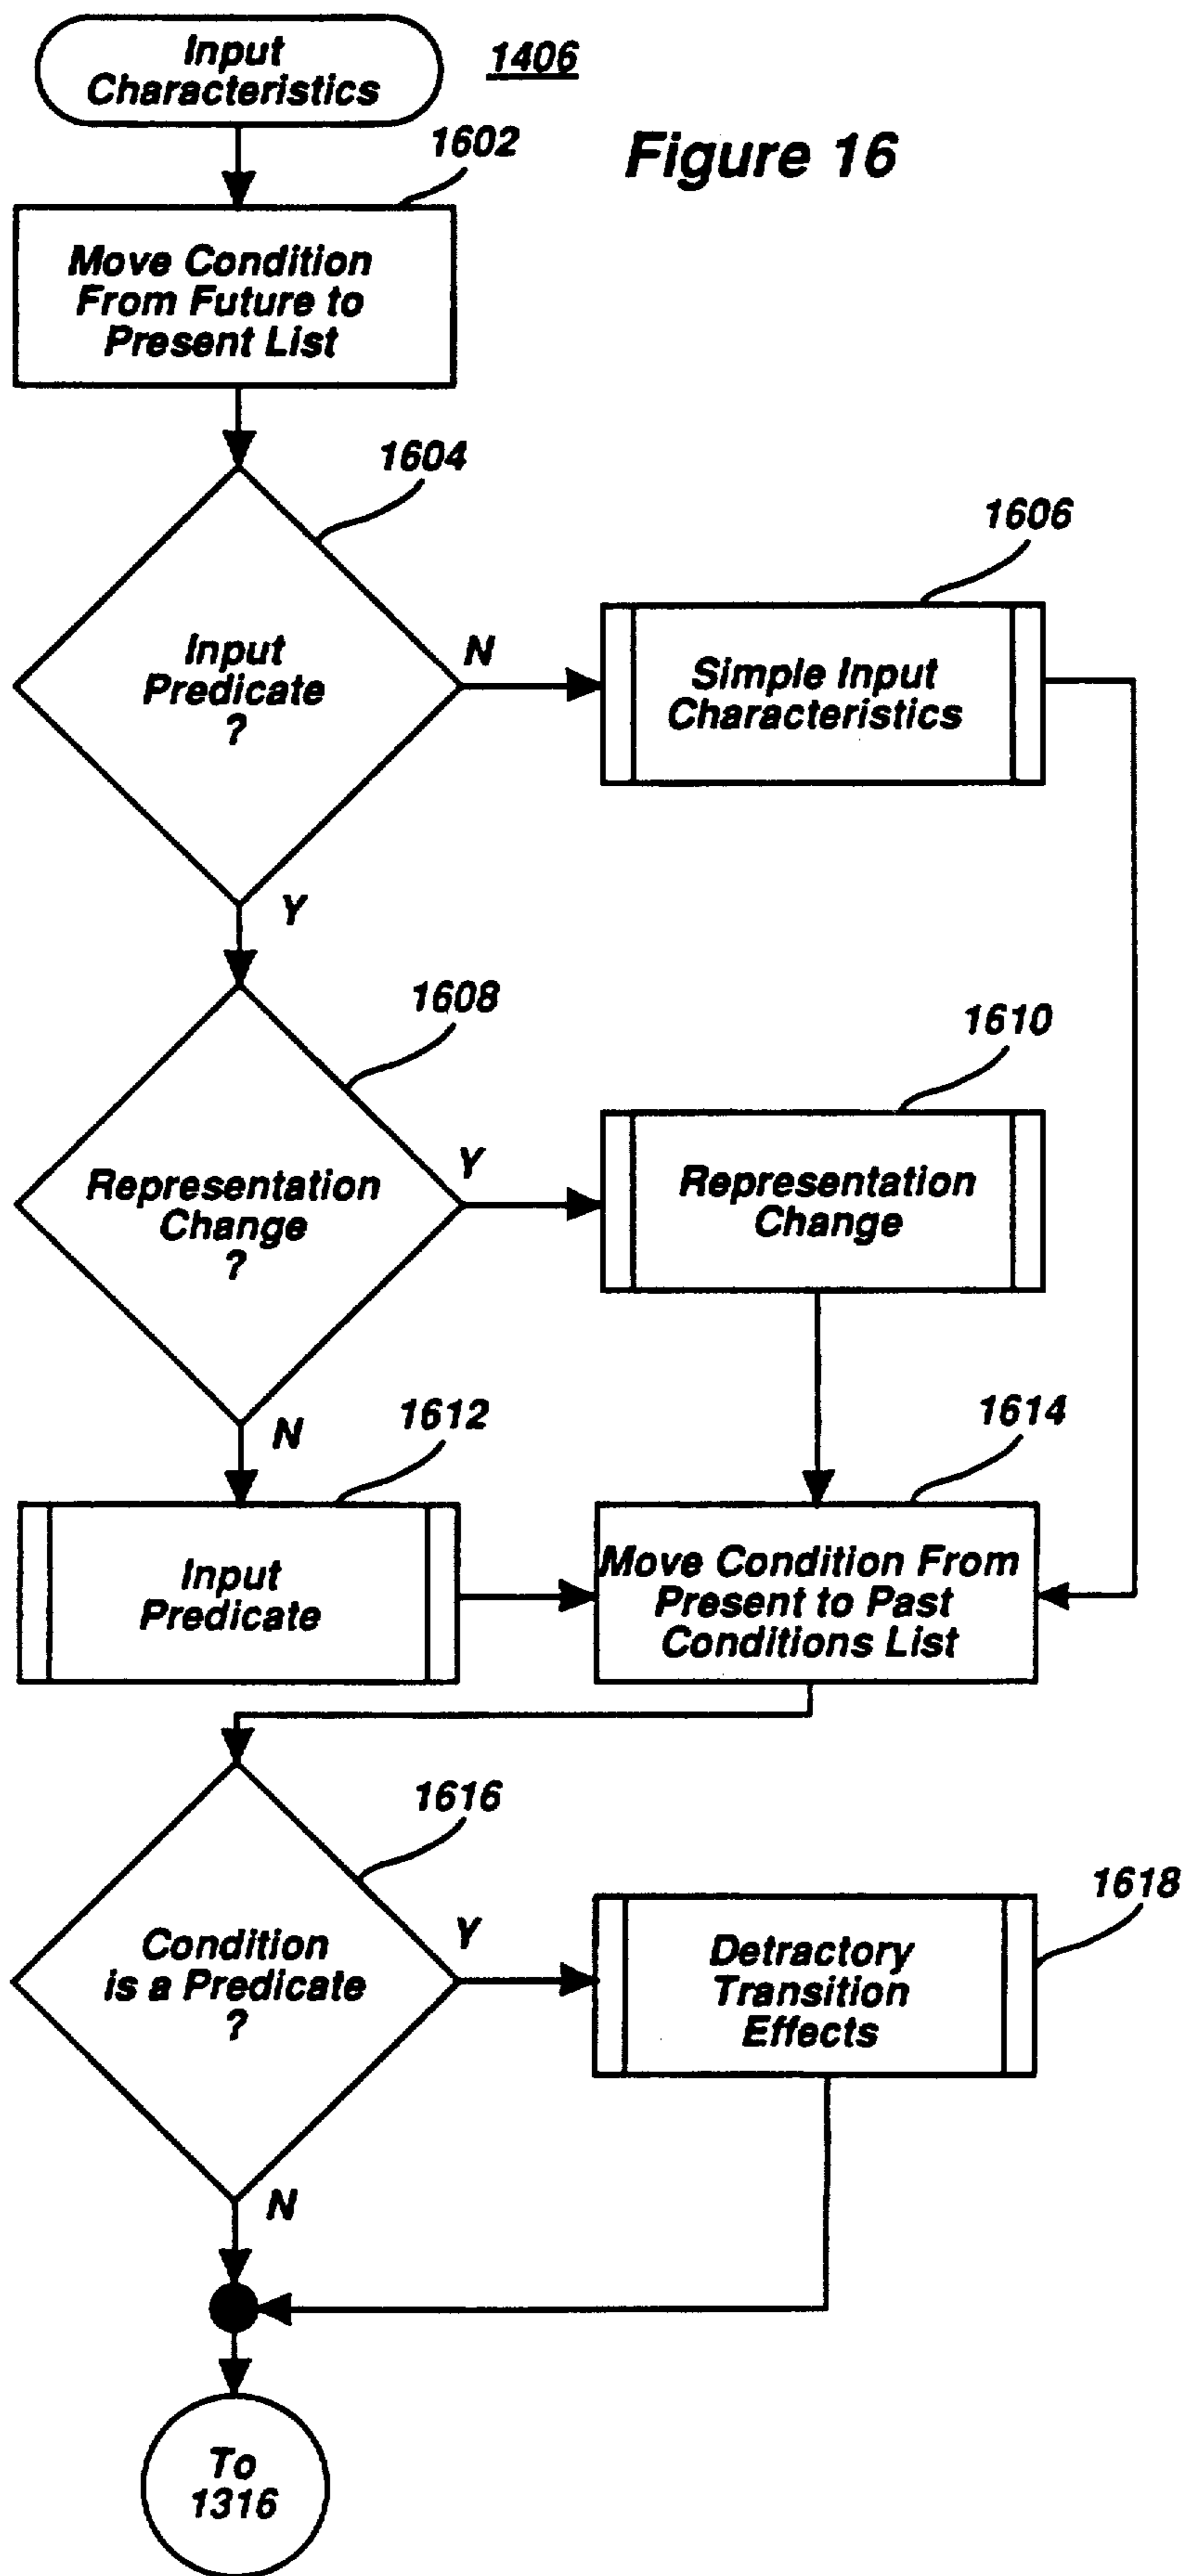 Input
Characteristics
1406
1602
Figure 16
Move Condition
From Future to
Present List
1604
Input
Predicate
?
N
1606
Simple Input
Characteristics
Y
1608
Representation
Change
?
Y
1610
Representation
Change
N
1612
Input
Predicate
1614
Move Condition From
Present to Past
Conditions List
1616
Condition
is a Predicate
?
Y
1618
Detractory
Transition
Effects
N
To
1316